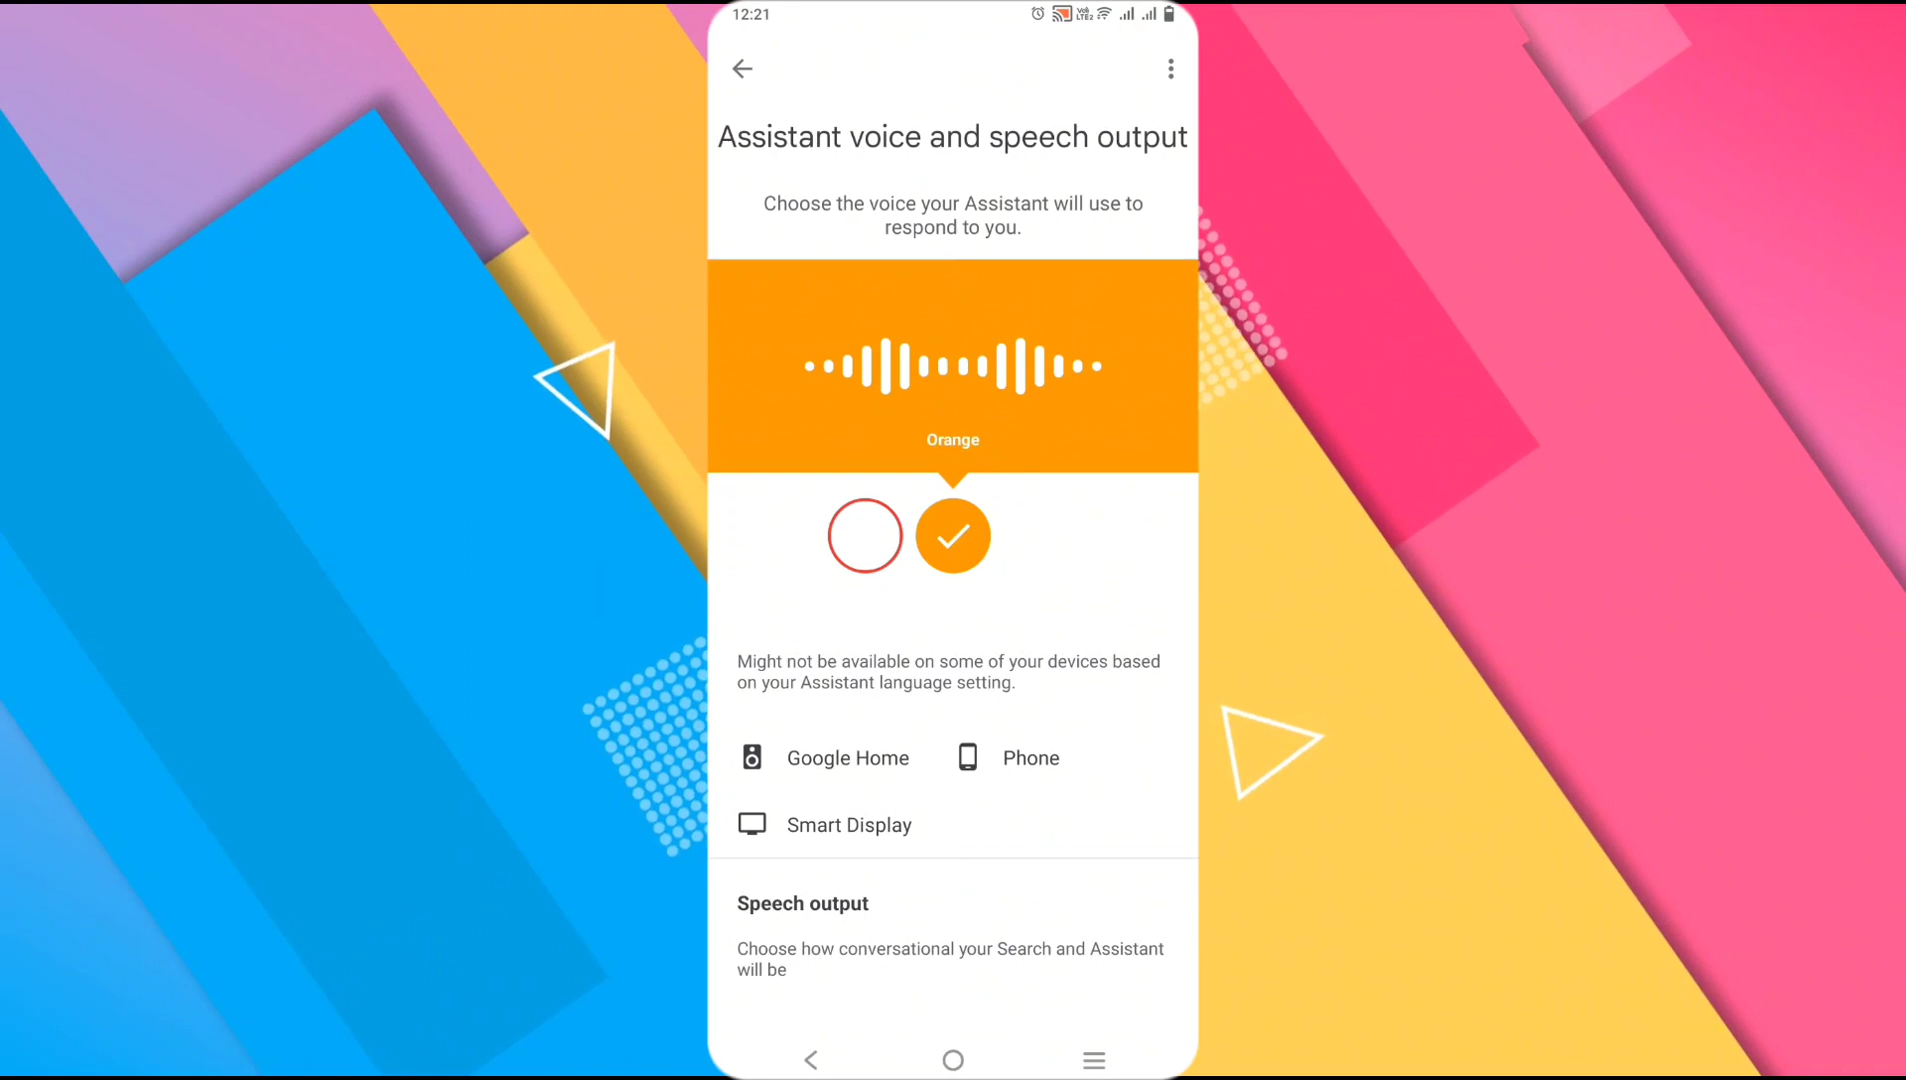 12:21
Vo))
LTE2
Assistant voice and speech output
Choose the voice your Assistant will use to
respond to you.
Orange
Might not be available on some of your devices based
on your Assistant language setting.
Google Home
Phone
Smart Display
Speech output
Choose how conversational your Search and Assistant
will be